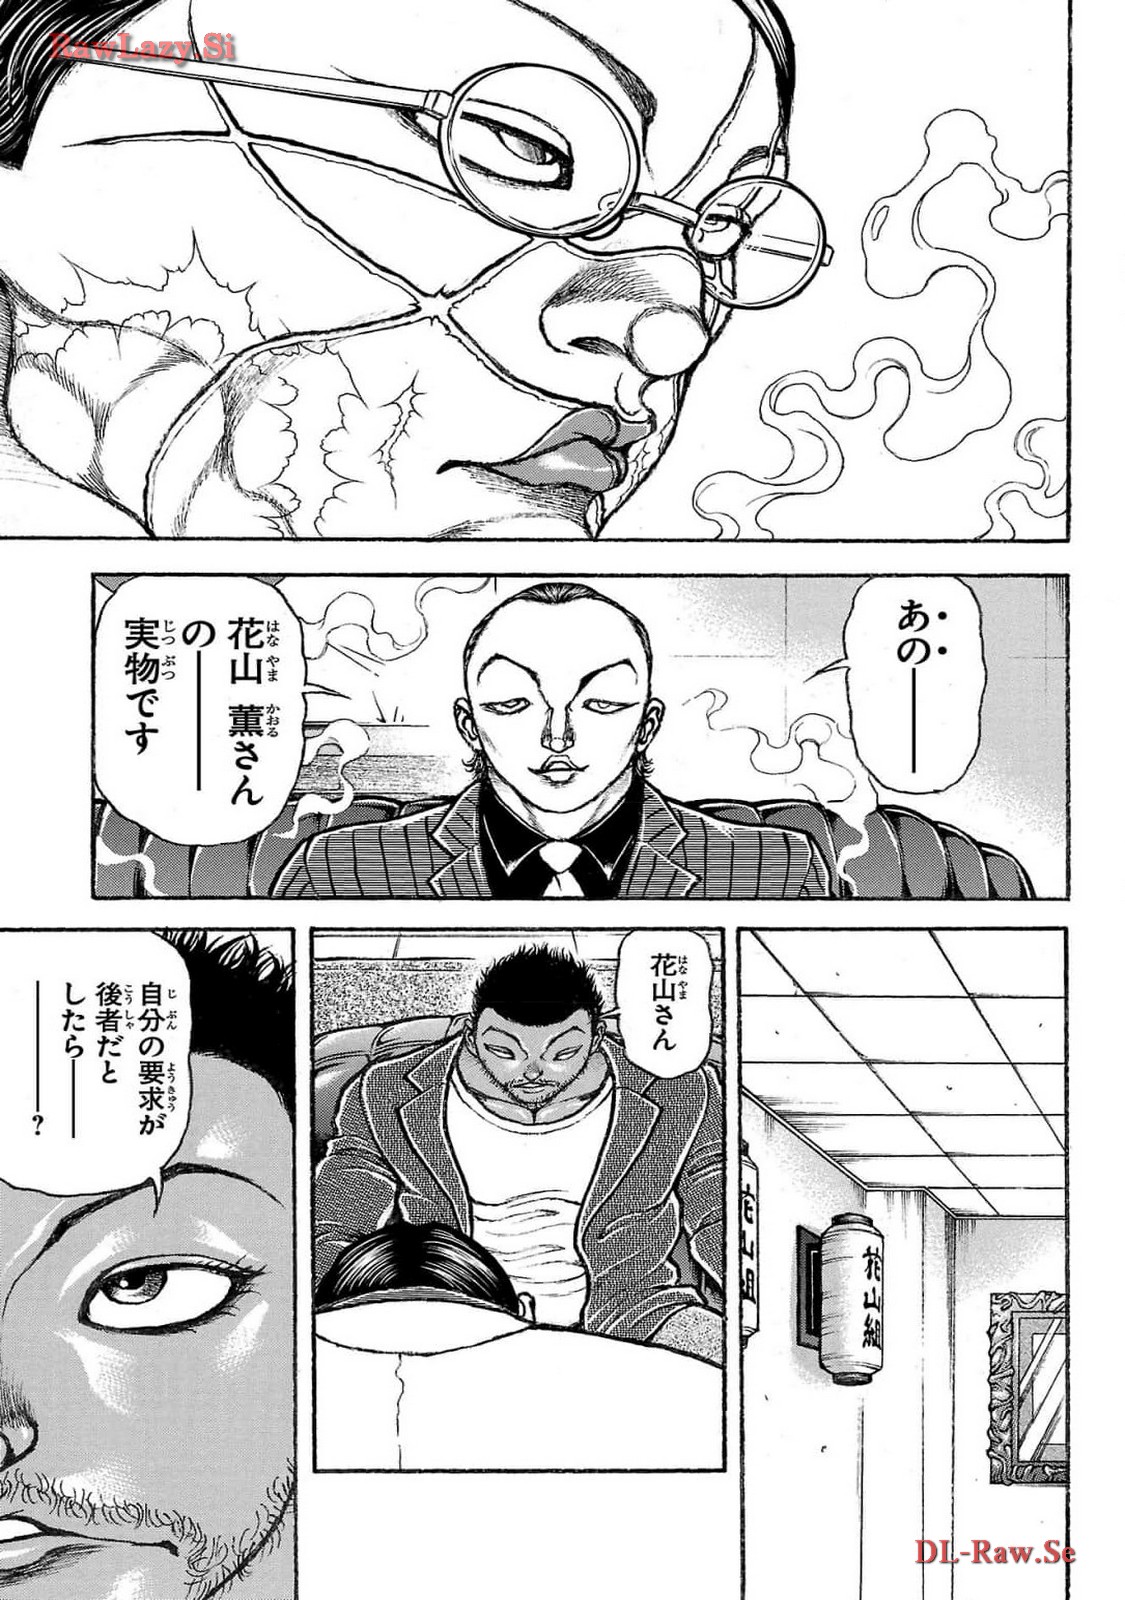 RawLazy.Si
あの——
花山 薫さん
の——
実物です
花山組
花山組
花山さん
自分の要求が
後者だと
したら——
——?
DL-Raw.Se